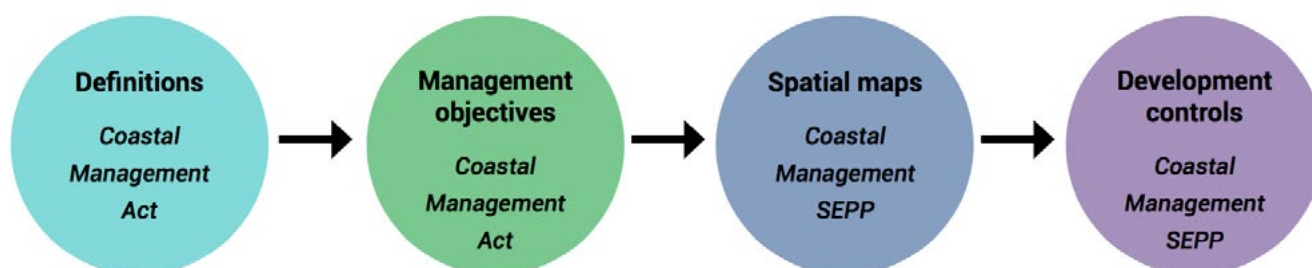 Definitions
Coastal
Management
Act
Management
objectives
Coastal
Management
Act
Spatial maps
Coastal
Management
SEPP
Development
controls
Coastal
Management
SEPP